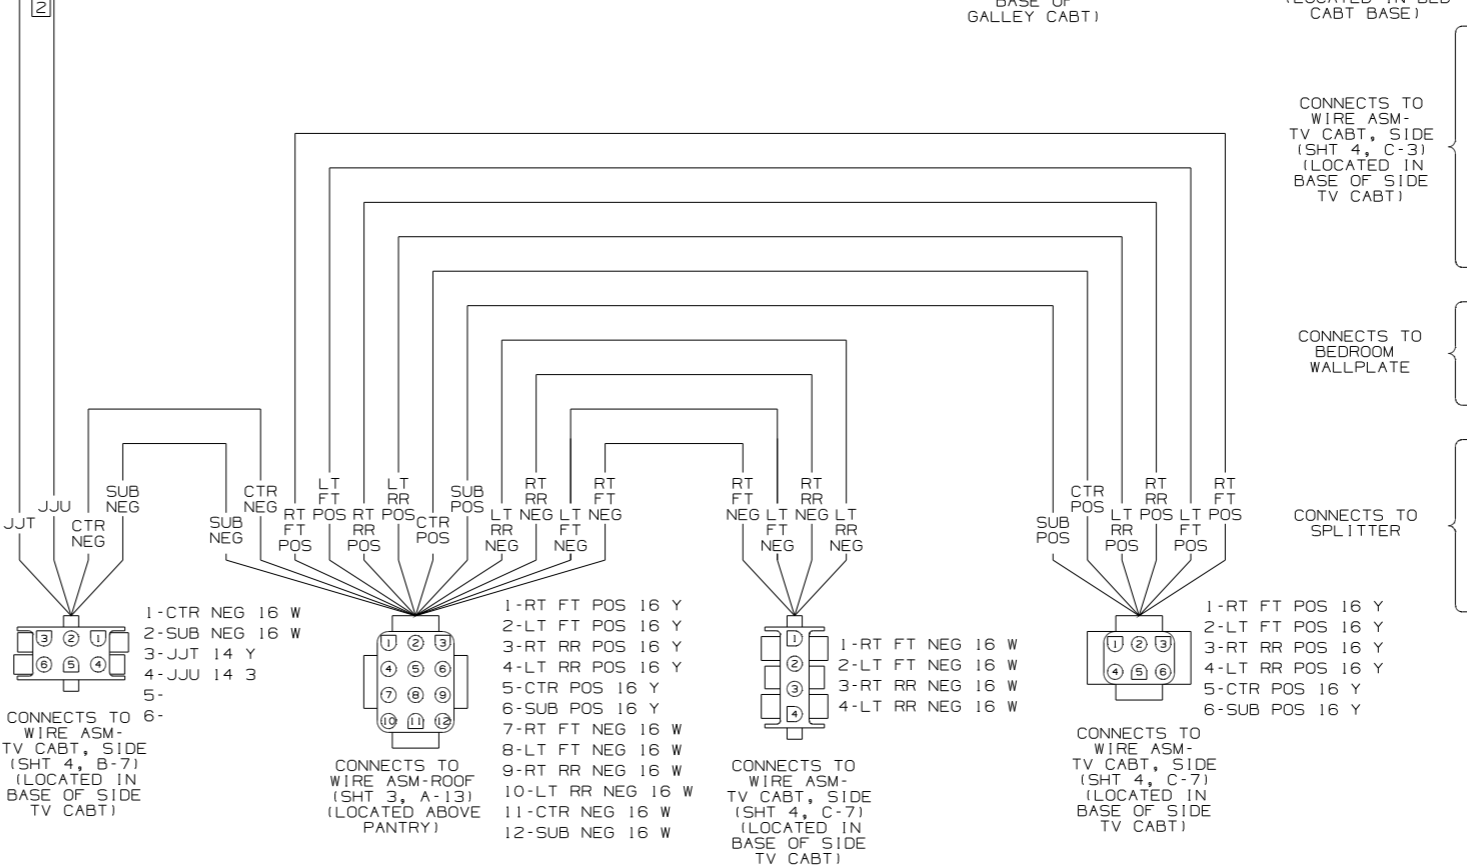 2
BASE OF
GALLEY CABT)
(LOCATED IN BED
CABT BASE)
CONNECTS TO
WIRE ASM-
TV CABT, SIDE
(SHT 4, C-3)
(LOCATED IN
BASE OF SIDE
TV CABT)
CONNECTS TO
BEDROOM
WALLPLATE
CONNECTS TO
SPLITTER
JJT
JJU
CTR
NEG
SUB
NEG
SUB
NEG
CTR
NEG
RT
FT
POS
LT
FT
POS
RT
RR
POS
LT
RR
POS
CTR
POS
SUB
POS
LT
RR
NEG
RT
RR
NEG
LT
FT
NEG
RT
FT
NEG
RT
FT
NEG
LT
FT
NEG
RT
RR
NEG
LT
RR
NEG
SUB
POS
CTR
POS
LT
RR
POS
RT
RR
POS
LT
FT
POS
RT
FT
POS
3 2 1
6 5 4
1-CTR NEG 16 W
2-SUB NEG 16 W
3-JJT 14 Y
4-JJU 14 3
5-
6-
CONNECTS TO
WIRE ASM-
TV CABT, SIDE
(SHT 4, B-7)
(LOCATED IN
BASE OF SIDE
TV CABT)
1 2 3
4 5 6
7 8 9
10 11 12
1-RT FT POS 16 Y
2-LT FT POS 16 Y
3-RT RR POS 16 Y
4-LT RR POS 16 Y
5-CTR POS 16 Y
6-SUB POS 16 Y
7-RT FT NEG 16 W
8-LT FT NEG 16 W
9-RT RR NEG 16 W
10-LT RR NEG 16 W
11-CTR NEG 16 W
12-SUB NEG 16 W
CONNECTS TO
WIRE ASM-ROOF
(SHT 3, A-13)
(LOCATED ABOVE
PANTRY)
1
2
3
4
1-RT FT NEG 16 W
2-LT FT NEG 16 W
3-RT RR NEG 16 W
4-LT RR NEG 16 W
CONNECTS TO
WIRE ASM-
TV CABT, SIDE
(SHT 4, C-7)
(LOCATED IN
BASE OF SIDE
TV CABT)
1 2 3
4 5 6
1-RT FT POS 16 Y
2-LT FT POS 16 Y
3-RT RR POS 16 Y
4-LT RR POS 16 Y
5-CTR POS 16 Y
6-SUB POS 16 Y
CONNECTS TO
WIRE ASM-
TV CABT, SIDE
(SHT 4, C-7)
(LOCATED IN
BASE OF SIDE
TV CABT)